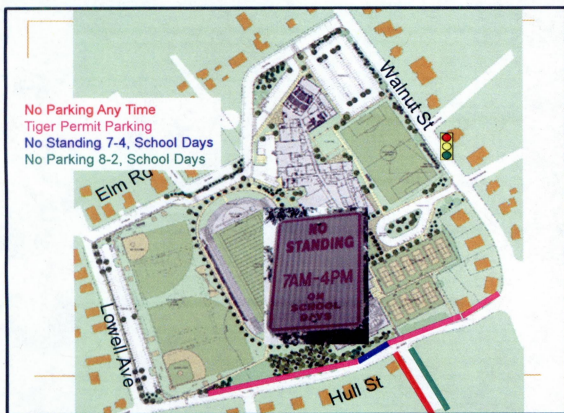 No Parking Any Time
Tiger Permit Parking
No Standing 7-4, School Days
No Parking 8-2, School Days
Walnut St
Elm Rd
NO
STANDING
7AM-4PM
ON
SCHOOL
DAYS
Lowell Ave
Hull St